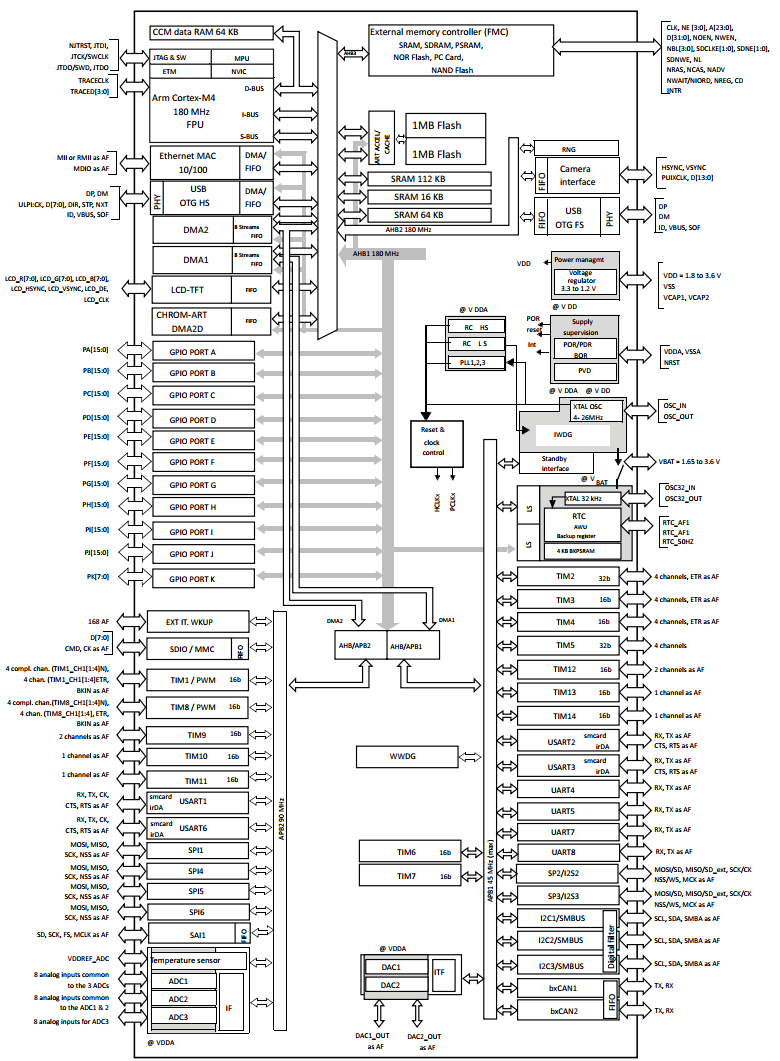 CCM data RAM 64 KB
NJTRST, JTDI,
JTCK/SWCLK
JTDO/SWD, JTDO
TRACECLK
TRACED[3:0]
JTAG & SW
MPU
ETM
NVIC
Arm Cortex-M4
180 MHz
FPU
D-BUS
I-BUS
S-BUS
AHB3
External memory controller (FMC)
SRAM, SDRAM, PSRAM,
NOR Flash, PC Card,
NAND Flash
CLK, NE [3:0], A[23:0],
D[31:0], NOEN, NWEN,
NBL[3:0], SDCLKE[1:0], SDNE[1:0],
SDNWE, NL
NRAS, NCAS, NADV
NWAIT/NIORD, NREG, CD
INTR
MII or RMII as AF
MDIO as AF
Ethernet MAC
10/100
DMA/
FIFO
DP, DM
ULPI:CK, D[7:0], DIR, STP, NXT
ID, VBUS, SOF
PHY
USB
OTG HS
DMA/
FIFO
DMA2
8 Streams
FIFO
DMA1
8 Streams
FIFO
LCD_R[7:0], LCD_G[7:0], LCD_B[7:0],
LCD_HSYNC, LCD_VSYNC, LCD_DE,
LCD_CLK
LCD-TFT
FIFO
CHROM-ART
DMA2D
FIFO
ART ACCEL/
CACHE
1MB Flash
1MB Flash
SRAM 112 KB
SRAM 16 KB
SRAM 64 KB
AHB2 180 MHz
AHB1 180 MHz
RNG
FIFO
Camera
interface
HSYNC, VSYNC
PUIXCLK, D[13:0]
FIFO
USB
OTG FS
PHY
DP
DM
ID, VBUS, SOF
Power managmt
VDD
Voltage
regulator
3.3 to 1.2 V
VDD = 1.8 to 3.6 V
VSS
VCAP1, VCAP2
@ V DD
@ V DDA
RC HS
RC L S
PLL1,2,3
POR
reset
Int
Supply
supervision
POR/PDR
BOR
PVD
VDDA, VSSA
NRST
@ V DDA
@ V DD
XTAL OSC
4- 26MHz
OSC_IN
OSC_OUT
IWDG
Standby
interface
@ V
BAT
VBAT = 1.65 to 3.6 V
Reset &
clock
control
HCLKx
PCLKx
LS
LS
XTAL 32 kHz
OSC32_IN
OSC32_OUT
RTC
AWU
Backup register
4 KB BKPSRAM
RTC_AF1
RTC_AF1
RTC_50HZ
PA[15:0]
GPIO PORT A
PB[15:0]
GPIO PORT B
PC[15:0]
GPIO PORT C
PD[15:0]
GPIO PORT D
PE[15:0]
GPIO PORT E
PF[15:0]
GPIO PORT F
PG[15:0]
GPIO PORT G
PH[15:0]
GPIO PORT H
PI[15:0]
GPIO PORT I
PJ[15:0]
GPIO PORT J
PK[7:0]
GPIO PORT K
DMA2
DMA1
AHB/APB2
AHB/APB1
168 AF
EXT IT. WKUP
D[7:0]
CMD, CK as AF
SDIO / MMC
FIFO
4 compl. chan. (TIM1_CH1[1:4]N),
4 chan. (TIM1_CH1[1:4]ETR,
BKIN as AF
TIM1 / PWM 16b
4 compl. chan.(TIM8_CH1[1:4]N),
4 chan. (TIM8_CH1[1:4], ETR,
BKIN as AF
TIM8 / PWM 16b
2 channels as AF
TIM9 16b
1 channel as AF
TIM10 16b
1 channel as AF
TIM11 16b
RX, TX, CK,
CTS, RTS as AF
smcard
irDA
USART1
RX, TX, CK,
CTS, RTS as AF
smcard
irDA
USART6
MOSI, MISO,
SCK, NSS as AF
SPI1
MOSI, MISO,
SCK, NSS as AF
SPI4
MOSI, MISO,
SCK, NSS as AF
SPI5
MOSI, MISO,
SCK, NSS as AF
SPI6
SD, SCK, FS, MCLK as AF
SAI1
FIFO
VDDREF_ADC
Temperature sensor
8 analog inputs common
to the 3 ADCs
ADC1
8 analog inputs common
to the ADC1 & 2
ADC2
8 analog inputs for ADC3
ADC3
IF
@ VDDA
APB290 MHz
WWDG
TIM6 16b
TIM7 16b
@ VDDA
DAC1
DAC2
ITF
DAC1_OUT
as AF
DAC2_OUT
as AF
APB1 45 MHz (max)
TIM2 32b
4 channels, ETR as AF
TIM3 16b
4 channels, ETR as AF
TIM4 16b
4 channels, ETR as AF
TIM5 32b
4 channels
TIM12 16b
2 channels as AF
TIM13 16b
1 channel as AF
TIM14 16b
1 channel as AF
USART2
smcard
irDA
RX, TX as AF
CTS, RTS as AF
USART3
smcard
irDA
RX, TX as AF
CTS, RTS as AF
UART4
RX, TX as AF
UART5
RX, TX as AF
UART7
RX, TX as AF
UART8
RX, TX as AF
SP2/I2S2
MOSI/SD, MISO/SD_ext, SCK/CK
NSS/WS, MCK as AF
SP3/I2S3
MOSI/SD, MISO/SD_ext, SCK/CK
NSS/WS, MCK as AF
I2C1/SMBUS
SCL, SDA, SMBA as AF
I2C2/SMBUS
SCL, SDA, SMBA as AF
I2C3/SMBUS
SCL, SDA, SMBA as AF
Digital filter
bxCAN1
TX, RX
bxCAN2
TX, RX
FIFO